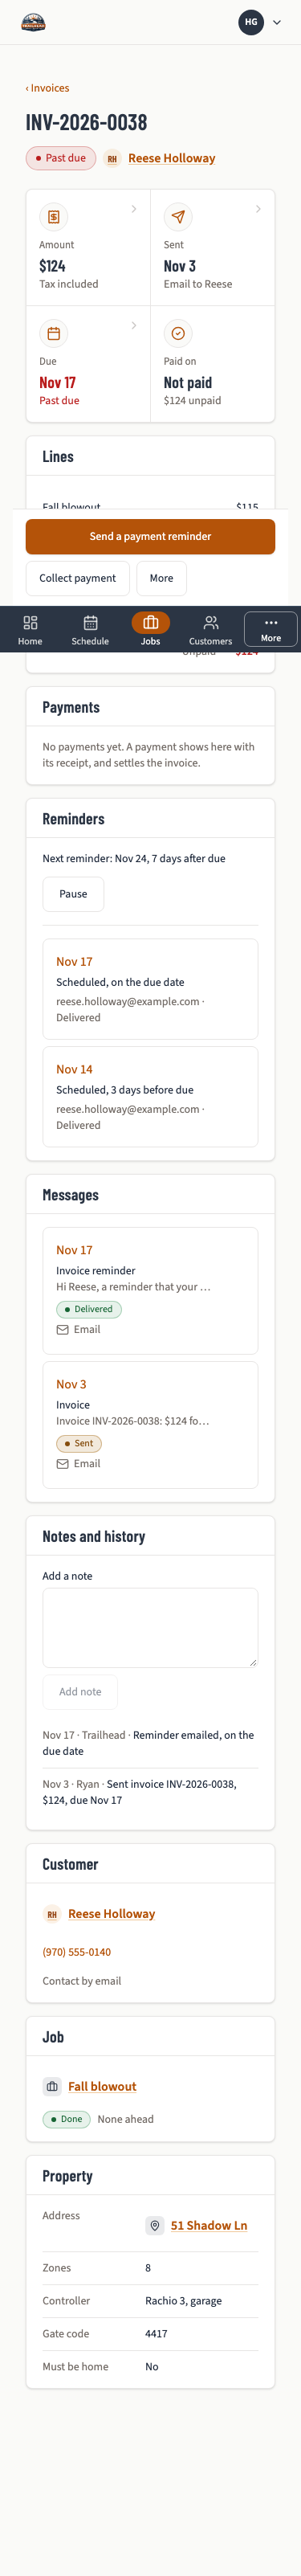 HG
‹ Invoices
INV-2026-0038
Past due
RH Reese Holloway
Amount
$124
Tax included
Sent
Nov 3
Email to Reese
Due
Nov 17
Past due
Paid on
Not paid
$124 unpaid
Lines
Fall blowout $115
Send a payment reminder
Collect payment
More
Home
Schedule
Jobs
Customers
More
Unpaid $124
Payments
No payments yet. A payment shows here with
its receipt, and settles the invoice.
Reminders
Next reminder: Nov 24, 7 days after due
Pause
Nov 17
Scheduled, on the due date
reese.holloway@example.com ·
Delivered
Nov 14
Scheduled, 3 days before due
reese.holloway@example.com ·
Delivered
Messages
Nov 17
Invoice reminder
Hi Reese, a reminder that your …
Delivered
Email
Nov 3
Invoice
Invoice INV-2026-0038: $124 fo…
Sent
Email
Notes and history
Add a note
Add note
Nov 17 · Trailhead · Reminder emailed, on the
due date
Nov 3 · Ryan · Sent invoice INV-2026-0038,
$124, due Nov 17
Customer
RH Reese Holloway
(970) 555-0140
Contact by email
Job
Fall blowout
Done None ahead
Property
Address 51 Shadow Ln
Zones 8
Controller Rachio 3, garage
Gate code 4417
Must be home No